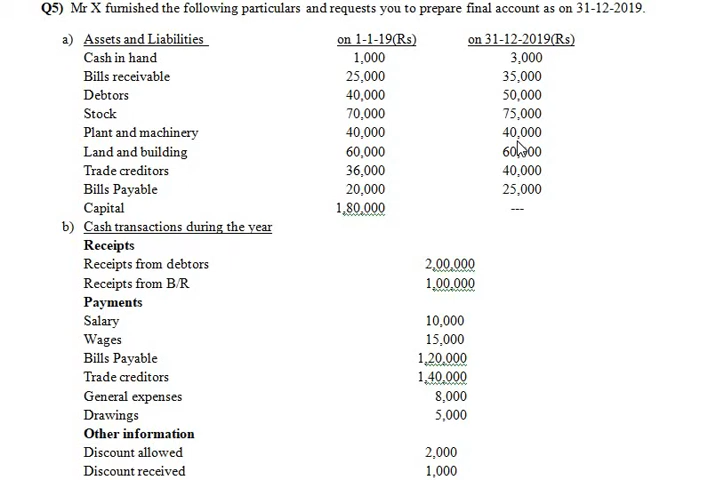 Q5) Mr X furnished the following particulars and requests you to prepare final account as on 31-12-2019.
a) Assets and Liabilities on 1-1-19(Rs) on 31-12-2019(Rs)
Cash in hand 1,000 3,000
Bills receivable 25,000 35,000
Debtors 40,000 50,000
Stock 70,000 75,000
Plant and machinery 40,000 40,000
Land and building 60,000 60,000
Trade creditors 36,000 40,000
Bills Payable 20,000 25,000
Capital 1,80,000 ---
b) Cash transactions during the year
Receipts
Receipts from debtors 2,00,000
Receipts from B/R 1,00,000
Payments
Salary 10,000
Wages 15,000
Bills Payable 1,20,000
Trade creditors 1,40,000
General expenses 8,000
Drawings 5,000
Other information
Discount allowed 2,000
Discount received 1,000